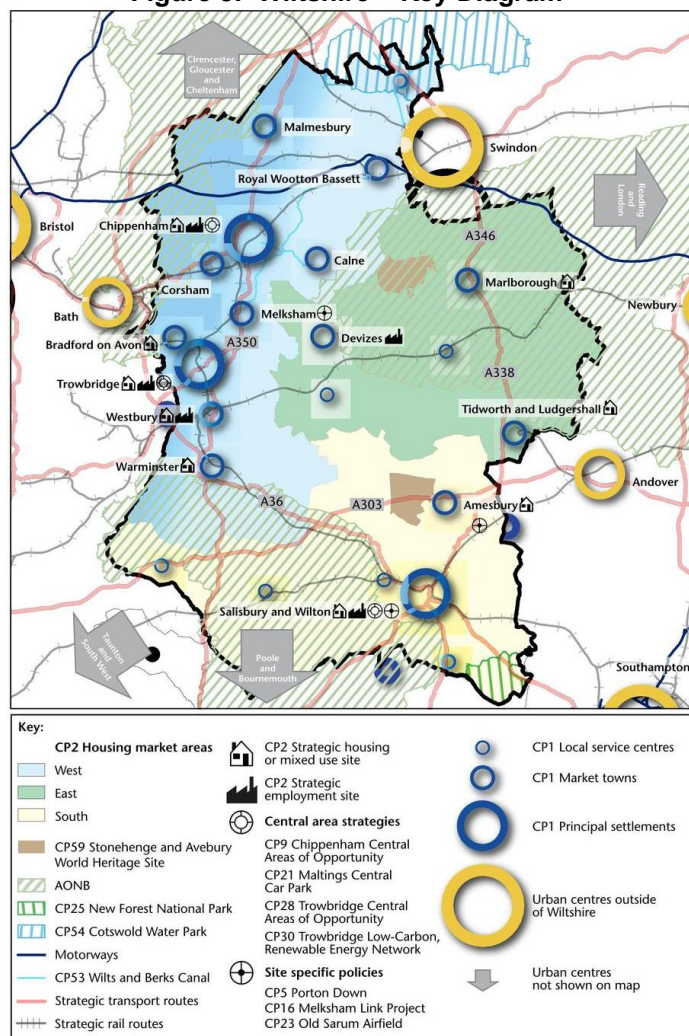 Figure 5: Wiltshire – Key Diagram
Cirencester,
Gloucester
and
Cheltenham
Malmesbury
Swindon
Royal Wootton Bassett
Reading
and
London
Bristol
Chippenham
A346
Calne
Corsham
Marlborough
Bath
Melksham
Newbury
Bradford on Avon
A350
Devizes
Trowbridge
A338
Westbury
Tidworth and Ludgershall
Warminster
Andover
A36
A303
Amesbury
Salisbury and Wilton
Taunton
and
South West
Poole
and
Bournemouth
Southampton
Key:
CP2 Housing market areas
West
East
South
CP59 Stonehenge and Avebury
World Heritage Site
AONB
CP25 New Forest National Park
CP54 Cotswold Water Park
Motorways
CP53 Wilts and Berks Canal
Strategic transport routes
Strategic rail routes
CP2 Strategic housing
or mixed use site
CP2 Strategic
employment site
Central area strategies
CP9 Chippenham Central
Areas of Opportunity
CP21 Maltings Central
Car Park
CP28 Trowbridge Central
Areas of Opportunity
CP30 Trowbridge Low-Carbon,
Renewable Energy Network
Site specific policies
CP5 Porton Down
CP16 Melksham Link Project
CP23 Old Sarum Airfield
CP1 Local service centres
CP1 Market towns
CP1 Principal settlements
Urban centres outside
of Wiltshire
Urban centres
not shown on map